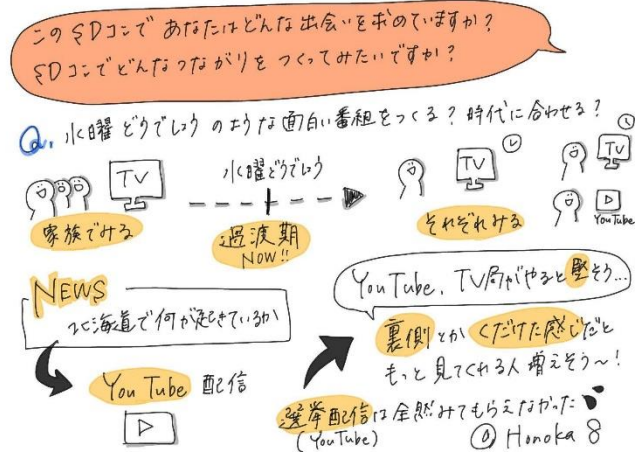 このSDコンであなたはどんな出会いを求めていますか?
SDコンでどんなつながりをつくってみたいですか?
Q. 水曜どうでしょうのような面白い番組をつくる?時代に合わせる?
TV
家族でみる
水曜どうでしょう
過渡期
NOW!!
TV
それぞれみる
TV
YouTube
NEWS
北海道で何が起きているか
YouTube 配信
YouTube、TV局がやると堅そう...
裏側とかくだけた感じだと
もっと見てくれる人増えそう〜!
選挙配信は全然みてもらえなかった
(YouTube)
Honoka 8